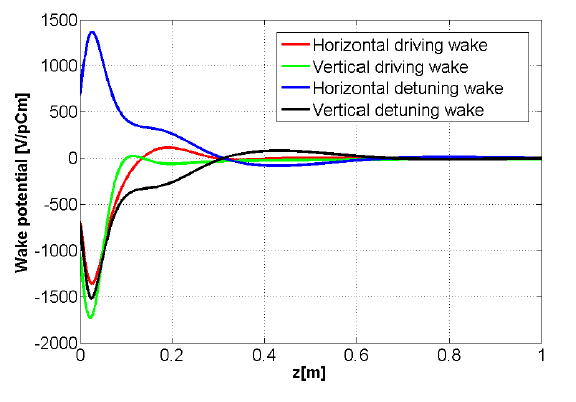 1500
1000
500
0
-500
-1000
-1500
-2000
Wake potential [V/pCm]
Horizontal driving wake
Vertical driving wake
Horizontal detuning wake
Vertical detuning wake
0 0.2 0.4 0.6 0.8 1
z[m]